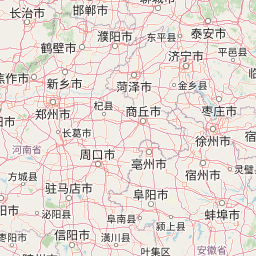 长治市
邯郸市
聊城市
泰安市
鹤壁市
濮阳市
东平县
平邑县
济宁市
焦作市
新乡市
菏泽市
金乡县
枣庄市
郑州市
杞县
商丘市
长葛市
徐州市
河南省
周口市
亳州市
宿州市
灵璧
方城县
驻马店市
阜阳市
泌阳县
阜南县
颍上县
蚌埠市
枣阳市
信阳市
潢川县
叶集区
安徽省